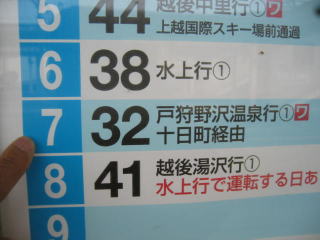 5 44 越後中里行①ワ
上越国際スキー場前通過
6 38 水上行①
7 32 戸狩野沢温泉行①ワ
十日町経由
8 41 越後湯沢行①
水上行で運転する日あ
9